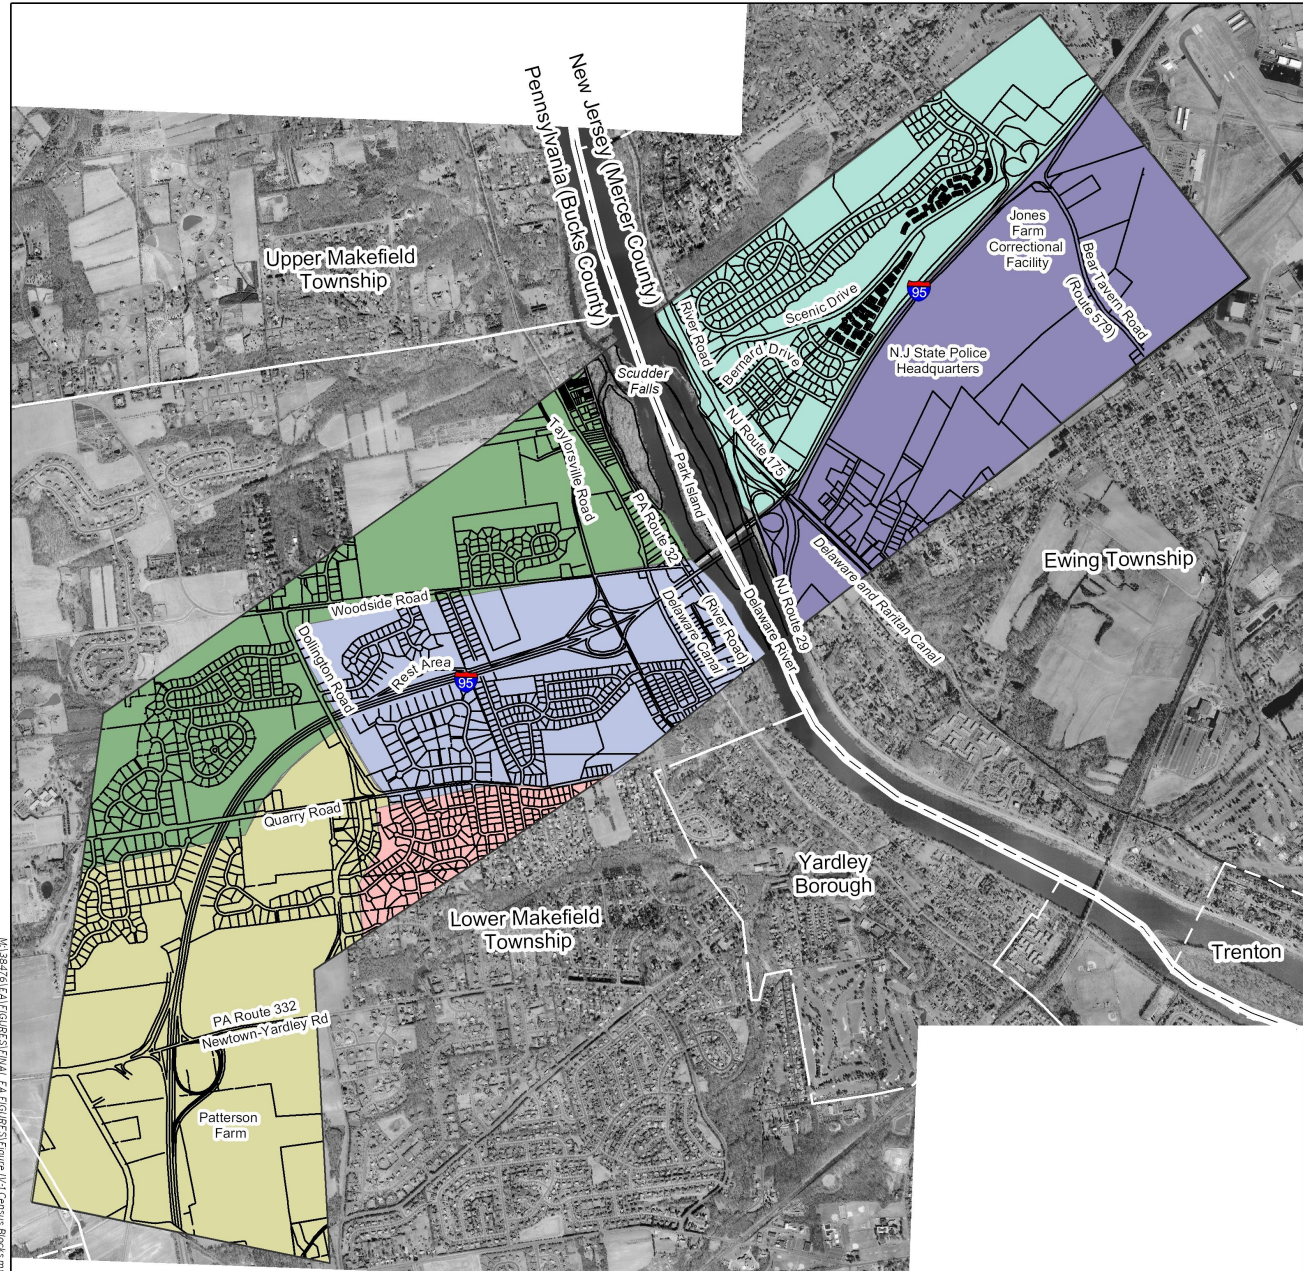 New Jersey (Mercer County)
Pennsylvania (Bucks County)
Upper Makefield
Township
Jones
Farm
Correctional
Facility
Bear Tavern Road
(Route 579)
95
Scenic Drive
River Road
Bernard Drive
N.J State Police
Headquarters
Scudder
Falls
NJ Route 175
Taylorsville Road
Park Island
PA Route 32
Ewing Township
Delaware and Raritan Canal
Woodside Road
NJ Route 29
Delaware River
(River Road)
Delaware Canal
Dolington Road
Rest Area
95
Quarry Road
Yardley
Borough
Lower Makefield
Township
Trenton
PA Route 332
Newtown-Yardley Rd
Patterson
Farm